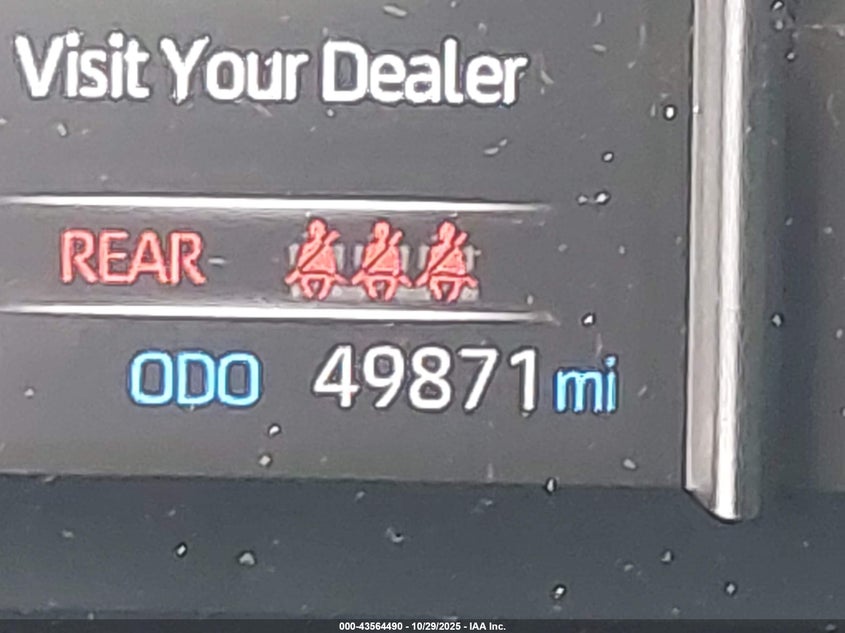 Visit Your Dealer
REAR
ODO 49871 mi
000-43564490 - 10/29/2025 - IAA Inc.